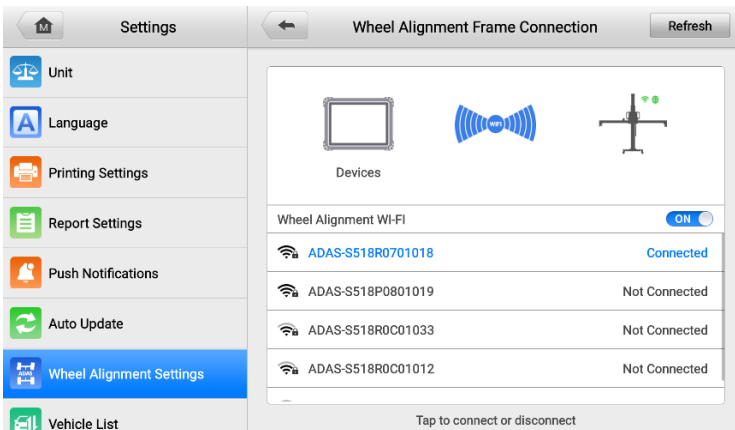 M
Settings
Wheel Alignment Frame Connection
Refresh
Unit
A
Language
Printing Settings
Report Settings
Push Notifications
Auto Update
ADAS
Wheel Alignment Settings
Vehicle List
WIFI
Devices
Wheel Alignment WI-FI
ON
ADAS-S518R0701018
Connected
ADAS-S518P0801019
Not Connected
ADAS-S518R0C01033
Not Connected
ADAS-S518R0C01012
Not Connected
Tap to connect or disconnect